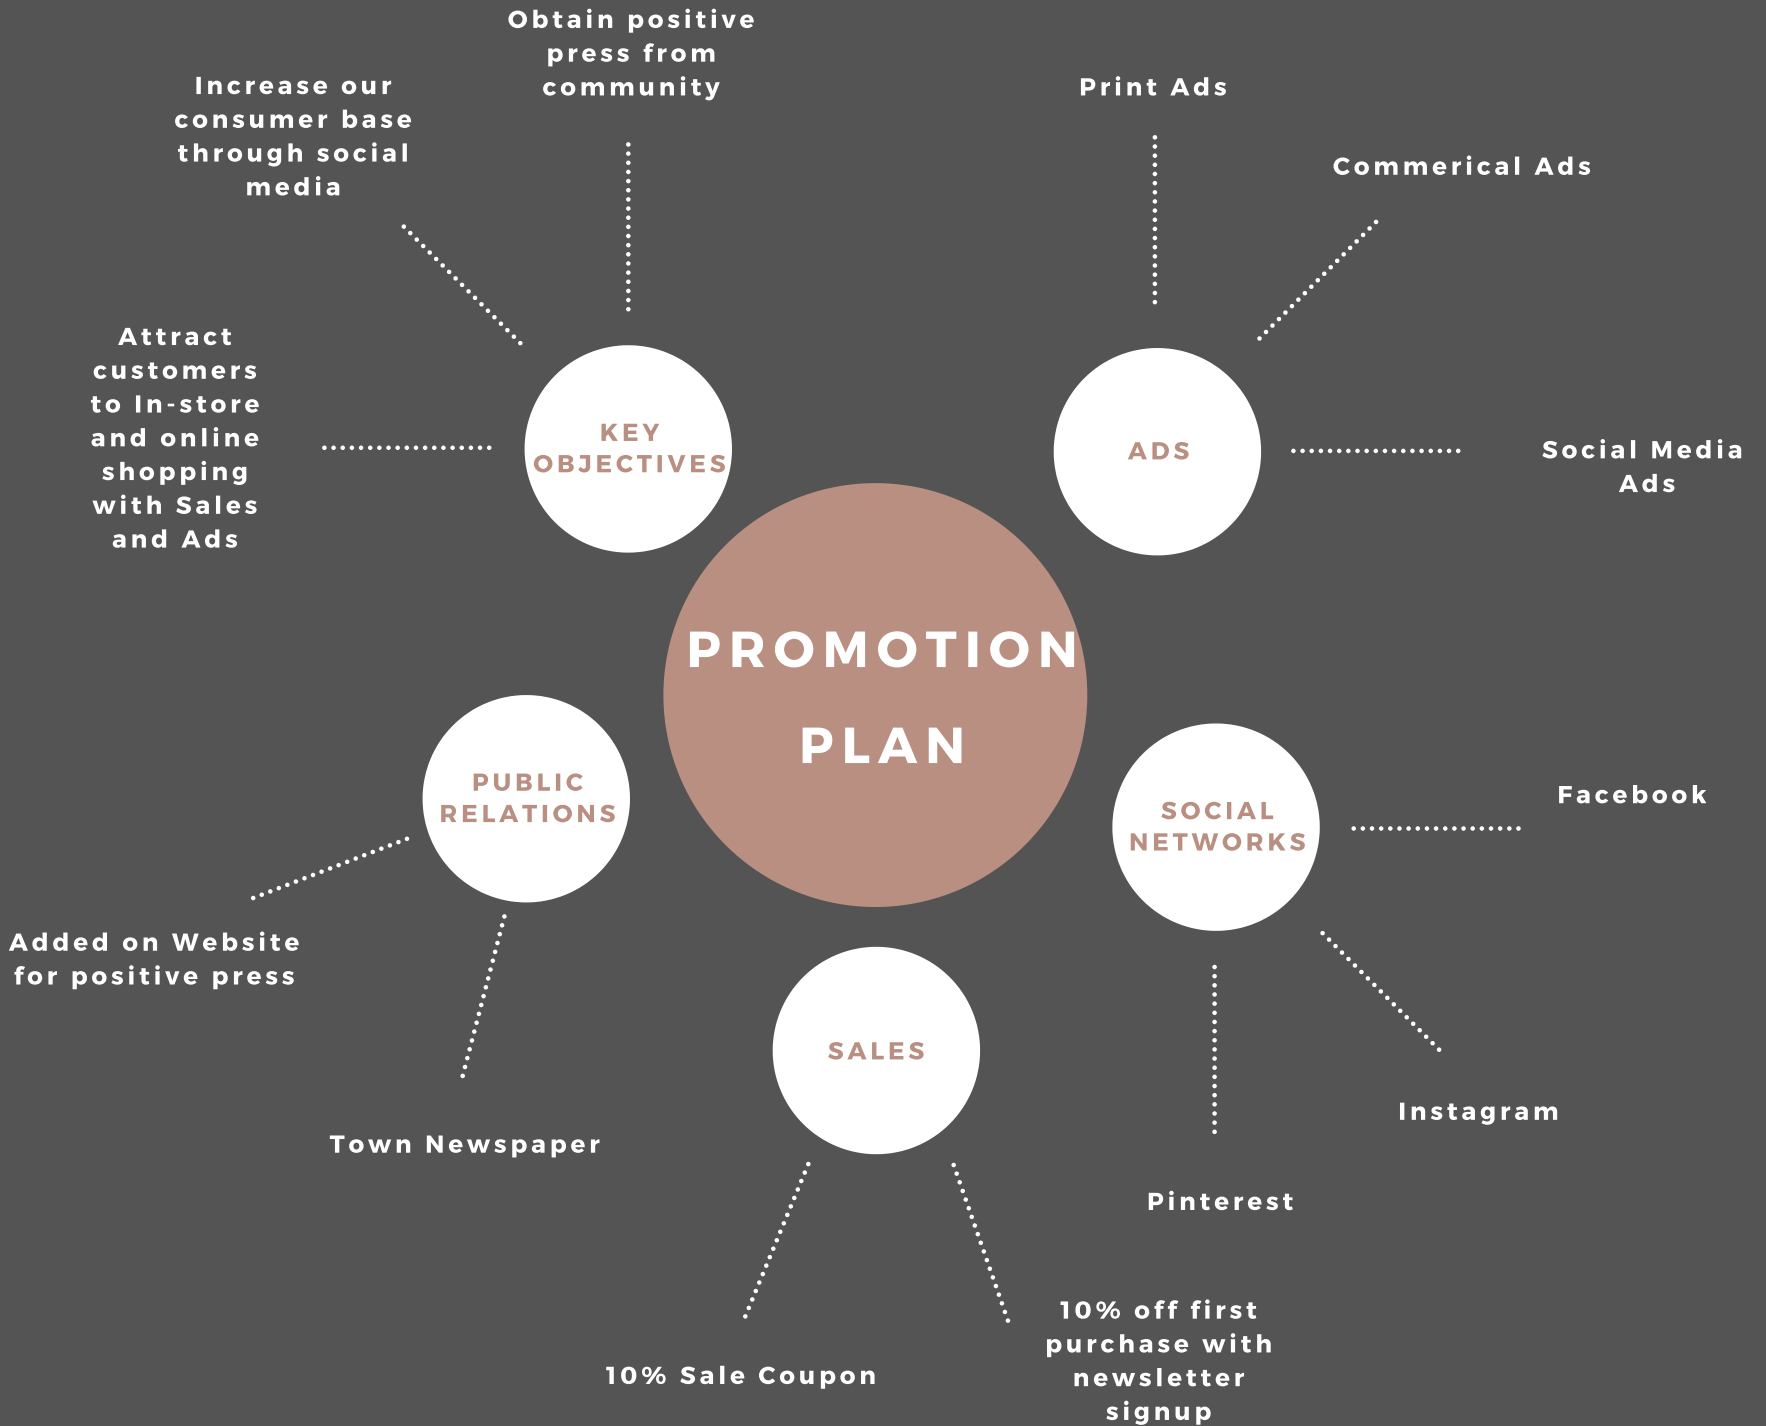 Obtain positive
press from
community
Increase our
consumer base
through social
media
Attract
customers
to In-store
and online
shopping
with Sales
and Ads
KEY
OBJECTIVES
Print Ads
Commerical Ads
Social Media
Ads
ADS
PROMOTION
PLAN
PUBLIC
RELATIONS
Added on Website
for positive press
Town Newspaper
SOCIAL
NETWORKS
Facebook
Instagram
Pinterest
SALES
10% Sale Coupon
10% off first
purchase with
newsletter
signup